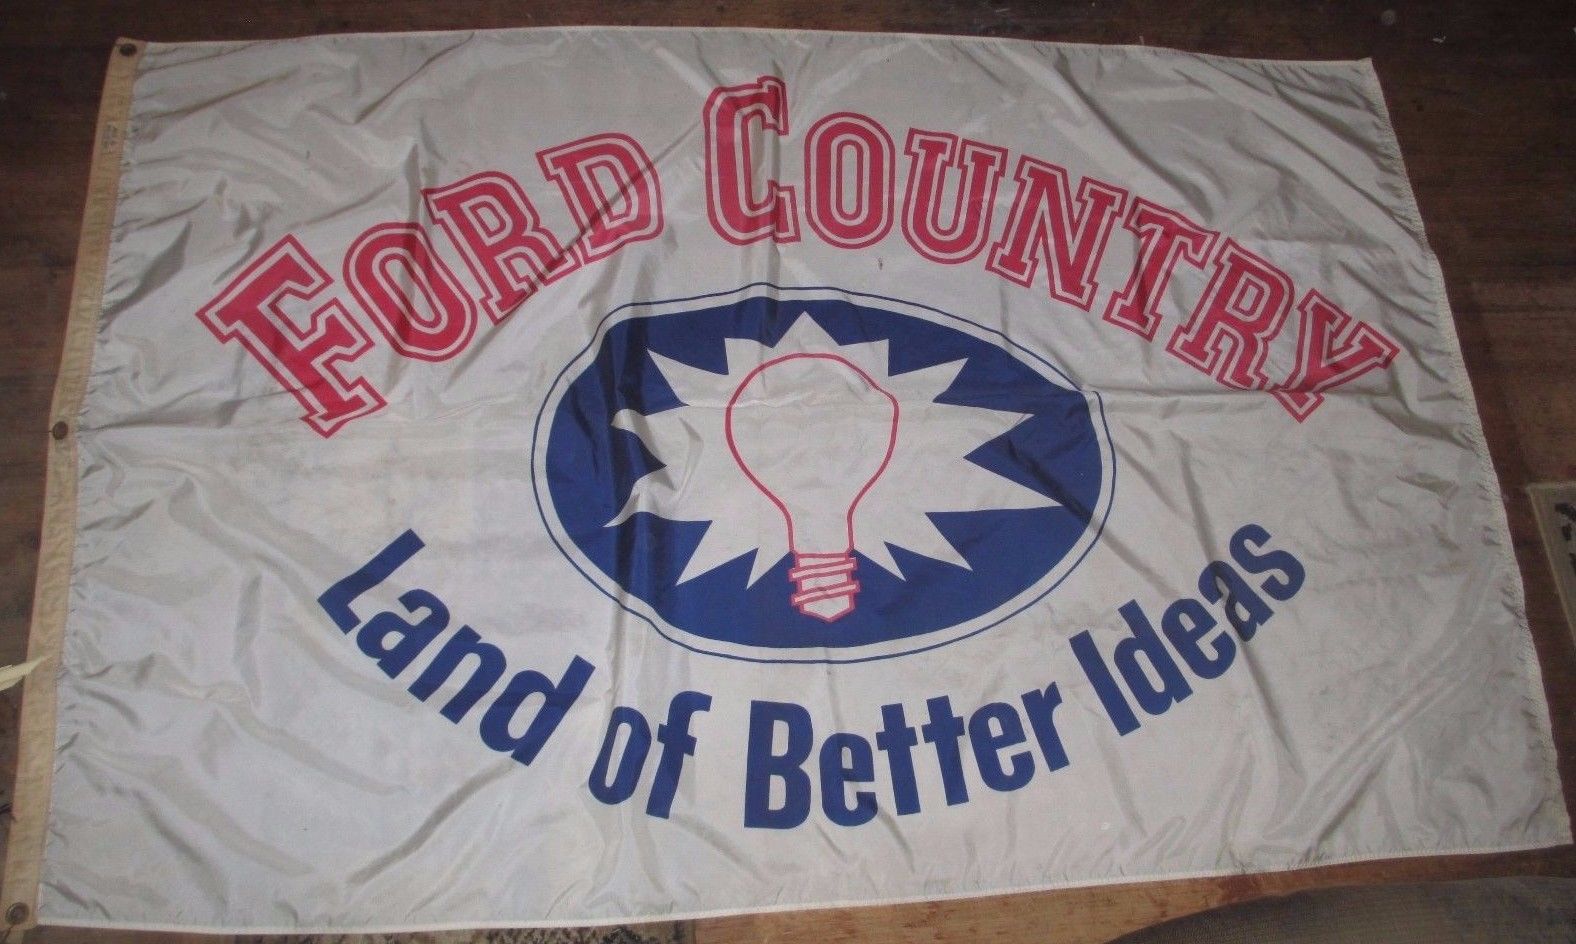 FORD COUNTRY
Land of Better Ideas